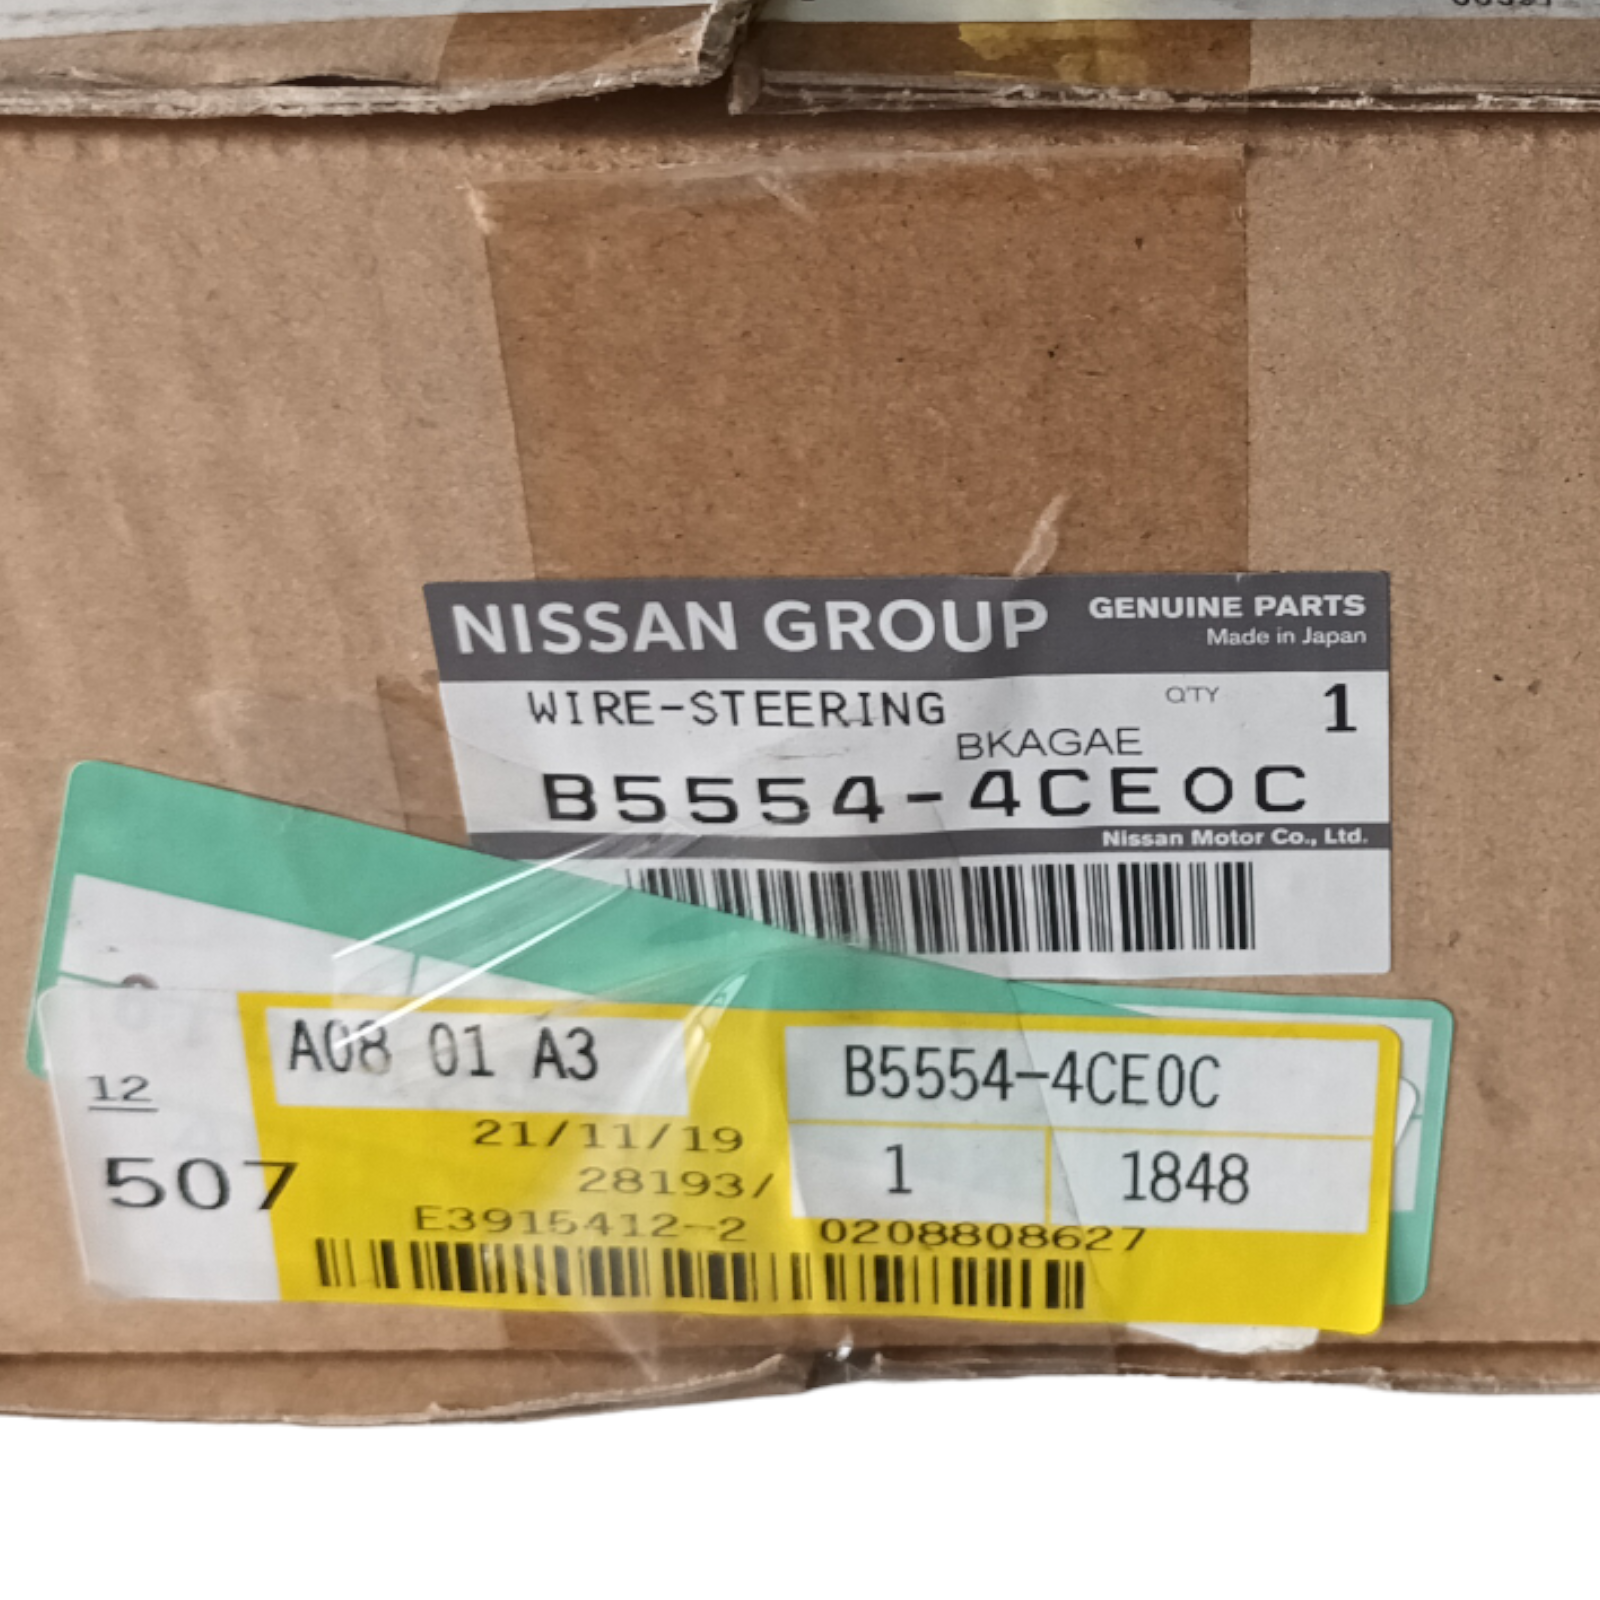 NISSAN GROUP
GENUINE PARTS
Made in Japan
WIRE-STEERING
Q'TY
1
BKAGAE
B5554-4CE0C
Nissan Motor Co., Ltd.
A08 01 A3
B5554-4CE0C
12
21/11/19
1
1848
507
28193/
E3915412-2
0208808627